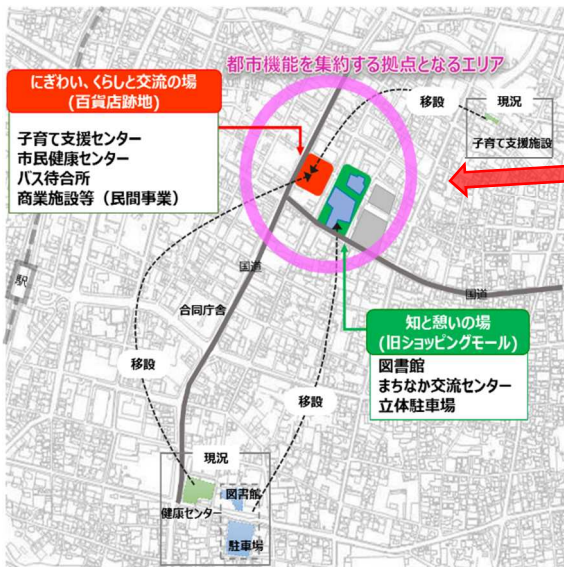 都市機能を集約する拠点となるエリア
にぎわい、くらしと交流の場
(百貨店跡地)
子育て支援センター
市民健康センター
バス待合所
商業施設等（民間事業）
移設
現況
子育て支援施設
国道
国道
駅
合同庁舎
知と憩いの場
(旧ショッピングモール)
図書館
まちなか交流センター
立体駐車場
移設
移設
現況
図書館
健康センター
駐車場